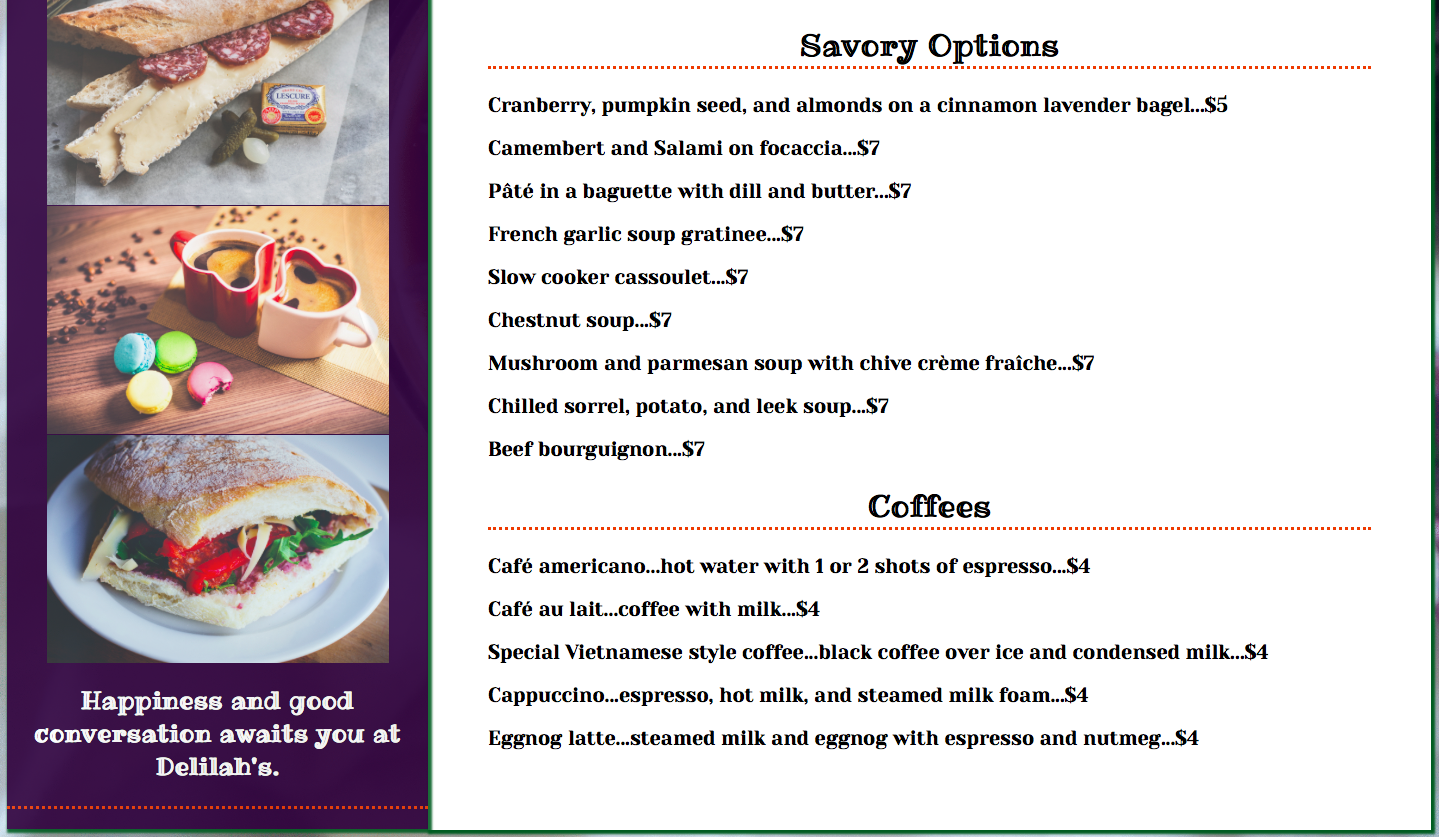 LESCURE
Happiness and good
conversation awaits you at
Delilah's.
Savory Options
Cranberry, pumpkin seed, and almonds on a cinnamon lavender bagel...$5
Camembert and Salami on focaccia...$7
Pâté in a baguette with dill and butter...$7
French garlic soup gratinee...$7
Slow cooker cassoulet...$7
Chestnut soup...$7
Mushroom and parmesan soup with chive crème fraîche...$7
Chilled sorrel, potato, and leek soup...$7
Beef bourguignon...$7
Coffees
Café americano...hot water with 1 or 2 shots of espresso...$4
Café au lait...coffee with milk...$4
Special Vietnamese style coffee...black coffee over ice and condensed milk...$4
Cappuccino...espresso, hot milk, and steamed milk foam...$4
Eggnog latte...steamed milk and eggnog with espresso and nutmeg...$4